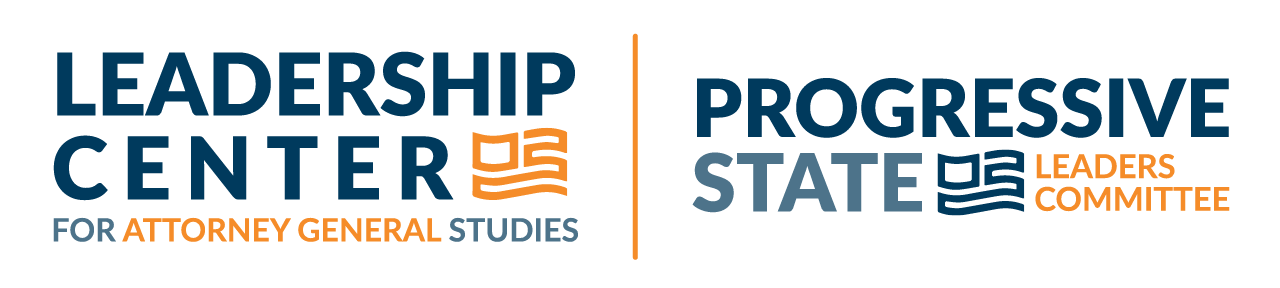 LEADERSHIP
CENTER
FOR ATTORNEY GENERAL STUDIES
PROGRESSIVE
STATE
LEADERS
COMMITTEE